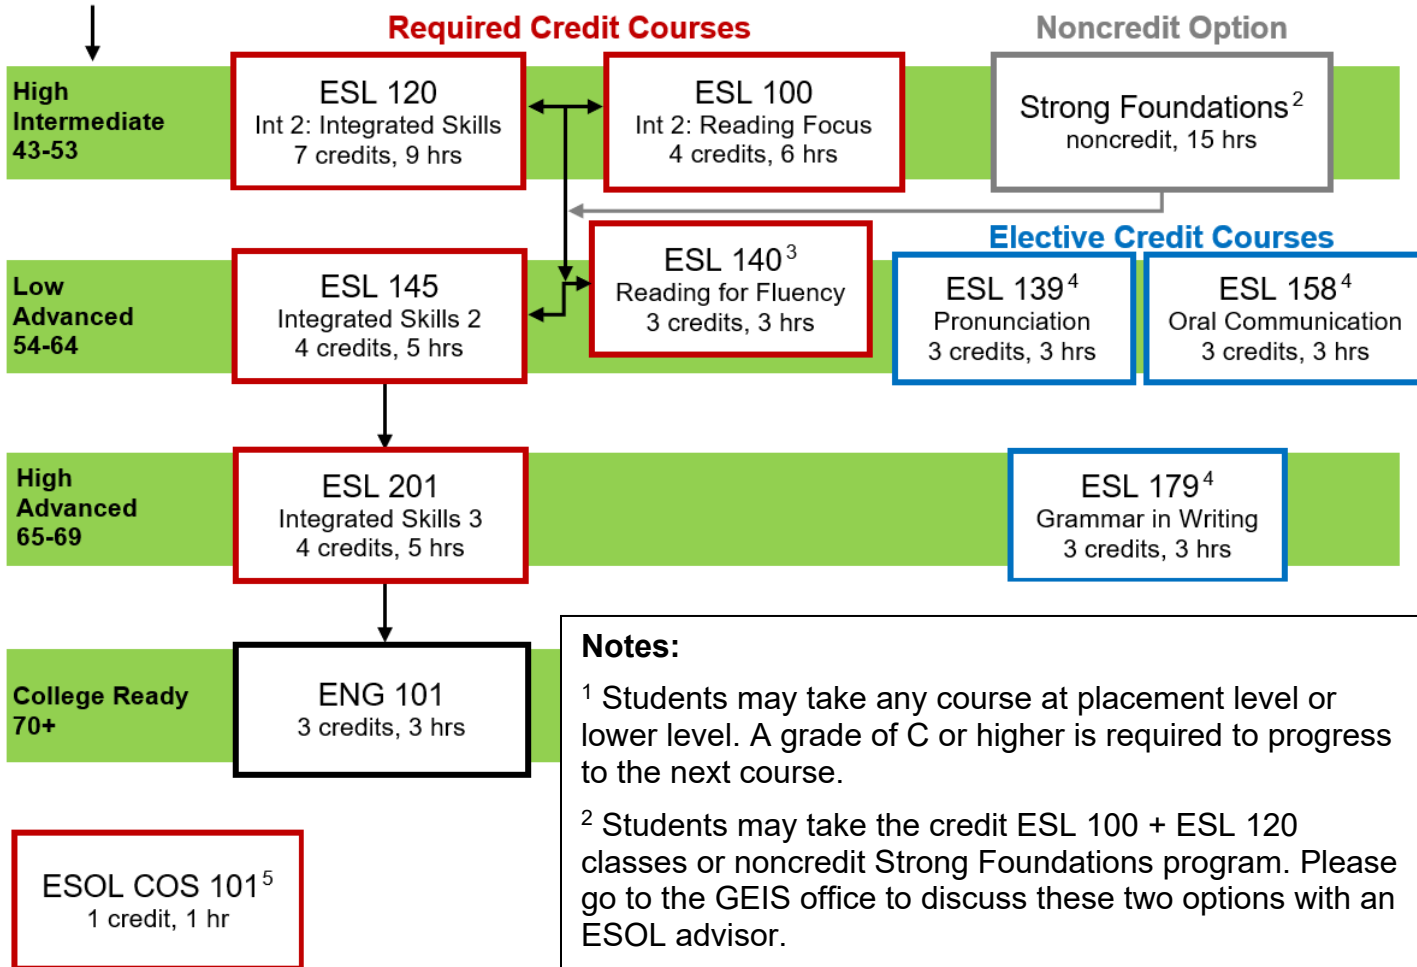 Required Credit Courses
Noncredit Option
High
Intermediate
43-53
ESL 120
Int 2: Integrated Skills
7 credits, 9 hrs
ESL 100
Int 2: Reading Focus
4 credits, 6 hrs
Strong Foundations²
noncredit, 15 hrs
Elective Credit Courses
Low
Advanced
54-64
ESL 145
Integrated Skills 2
4 credits, 5 hrs
ESL 140³
Reading for Fluency
3 credits, 3 hrs
ESL 139⁴
Pronunciation
3 credits, 3 hrs
ESL 158⁴
Oral Communication
3 credits, 3 hrs
High
Advanced
65-69
ESL 201
Integrated Skills 3
4 credits, 5 hrs
ESL 179⁴
Grammar in Writing
3 credits, 3 hrs
College Ready
70+
ENG 101
3 credits, 3 hrs
ESOL COS 101⁵
1 credit, 1 hr
Notes:
¹ Students may take any course at placement level or
lower level. A grade of C or higher is required to progress
to the next course.
² Students may take the credit ESL 100 + ESL 120
classes or noncredit Strong Foundations program. Please
go to the GEIS office to discuss these two options with an
ESOL advisor.